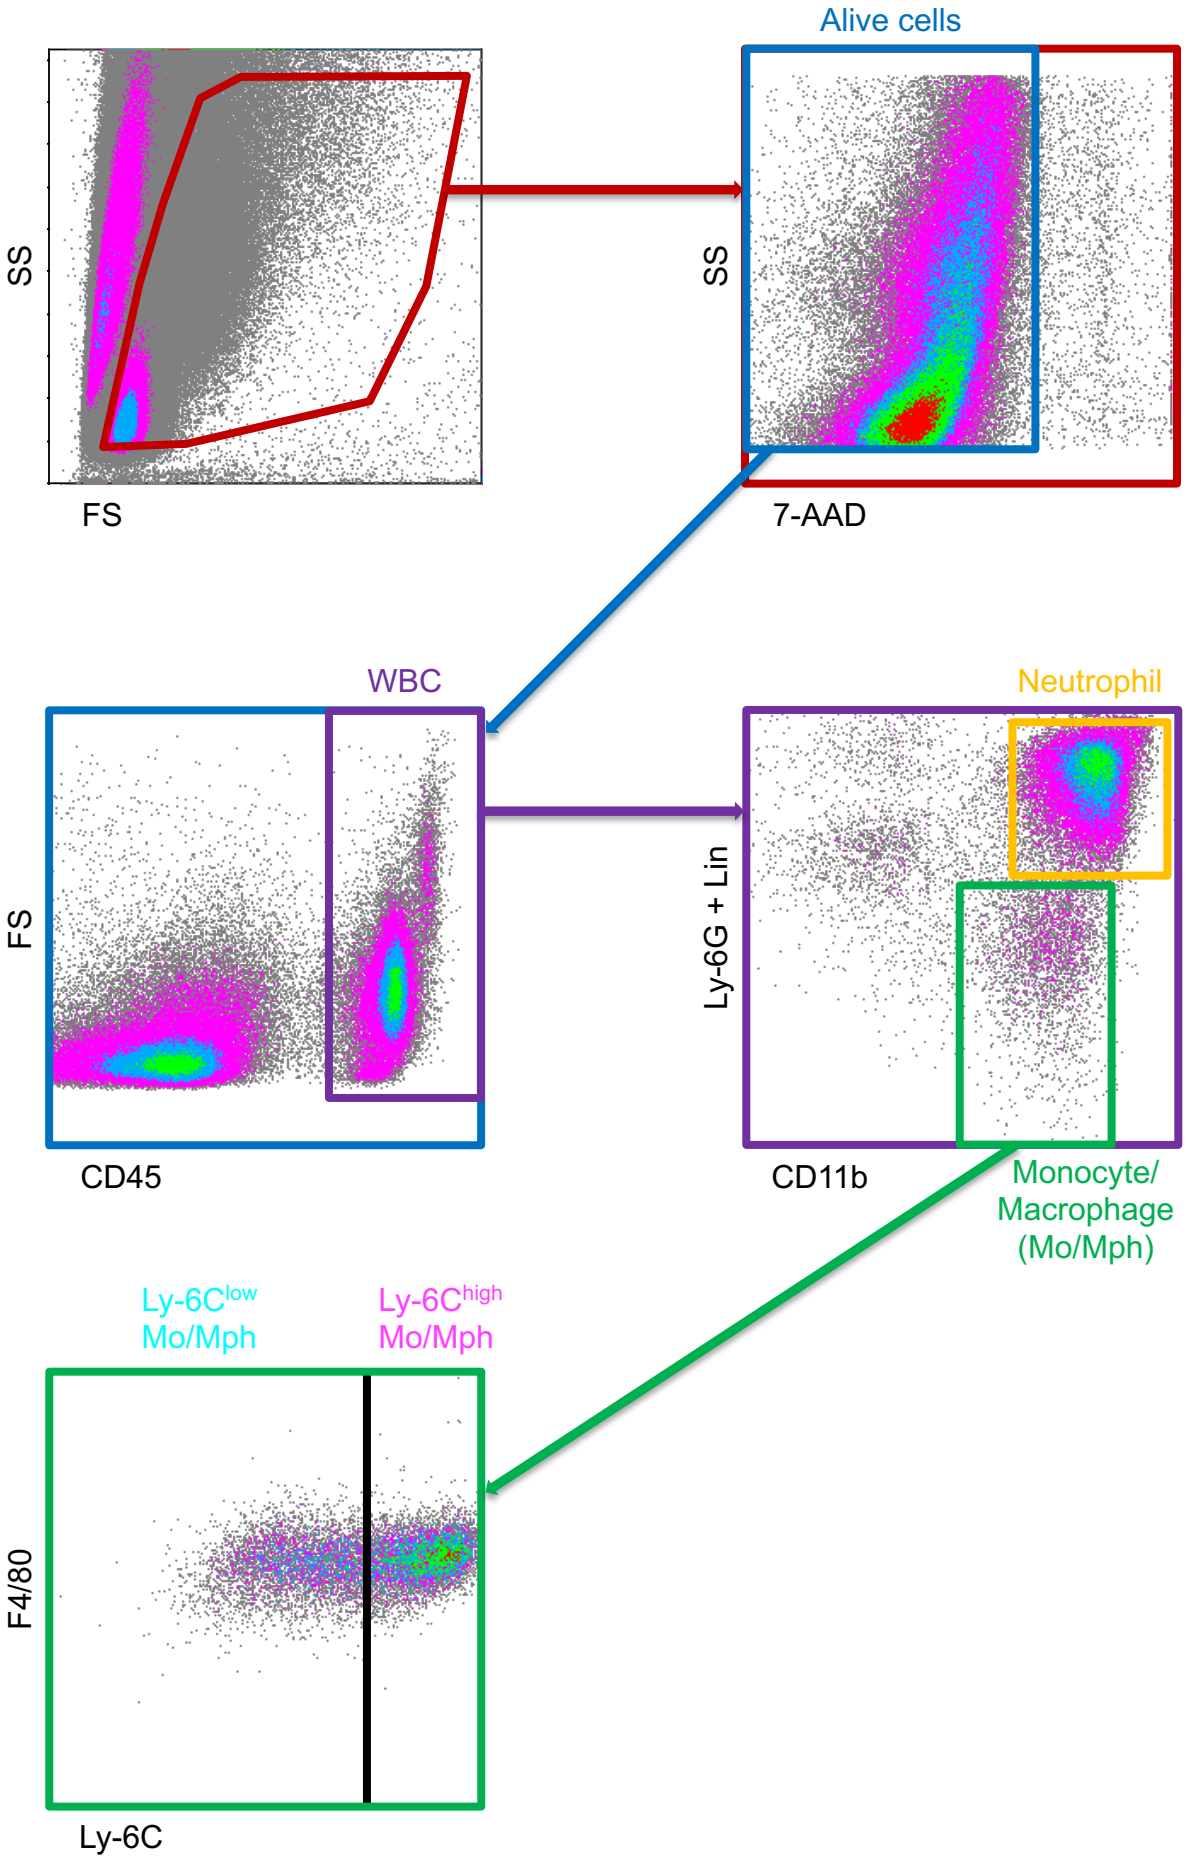 Alive cells
SS
FS
SS
7-AAD
WBC
FS
CD45
Neutrophil
Ly-6G + Lin
CD11b
Monocyte/
Macrophage
(Mo/Mph)
Ly-6Clow
Mo/Mph
Ly-6Chigh
Mo/Mph
F4/80
Ly-6C